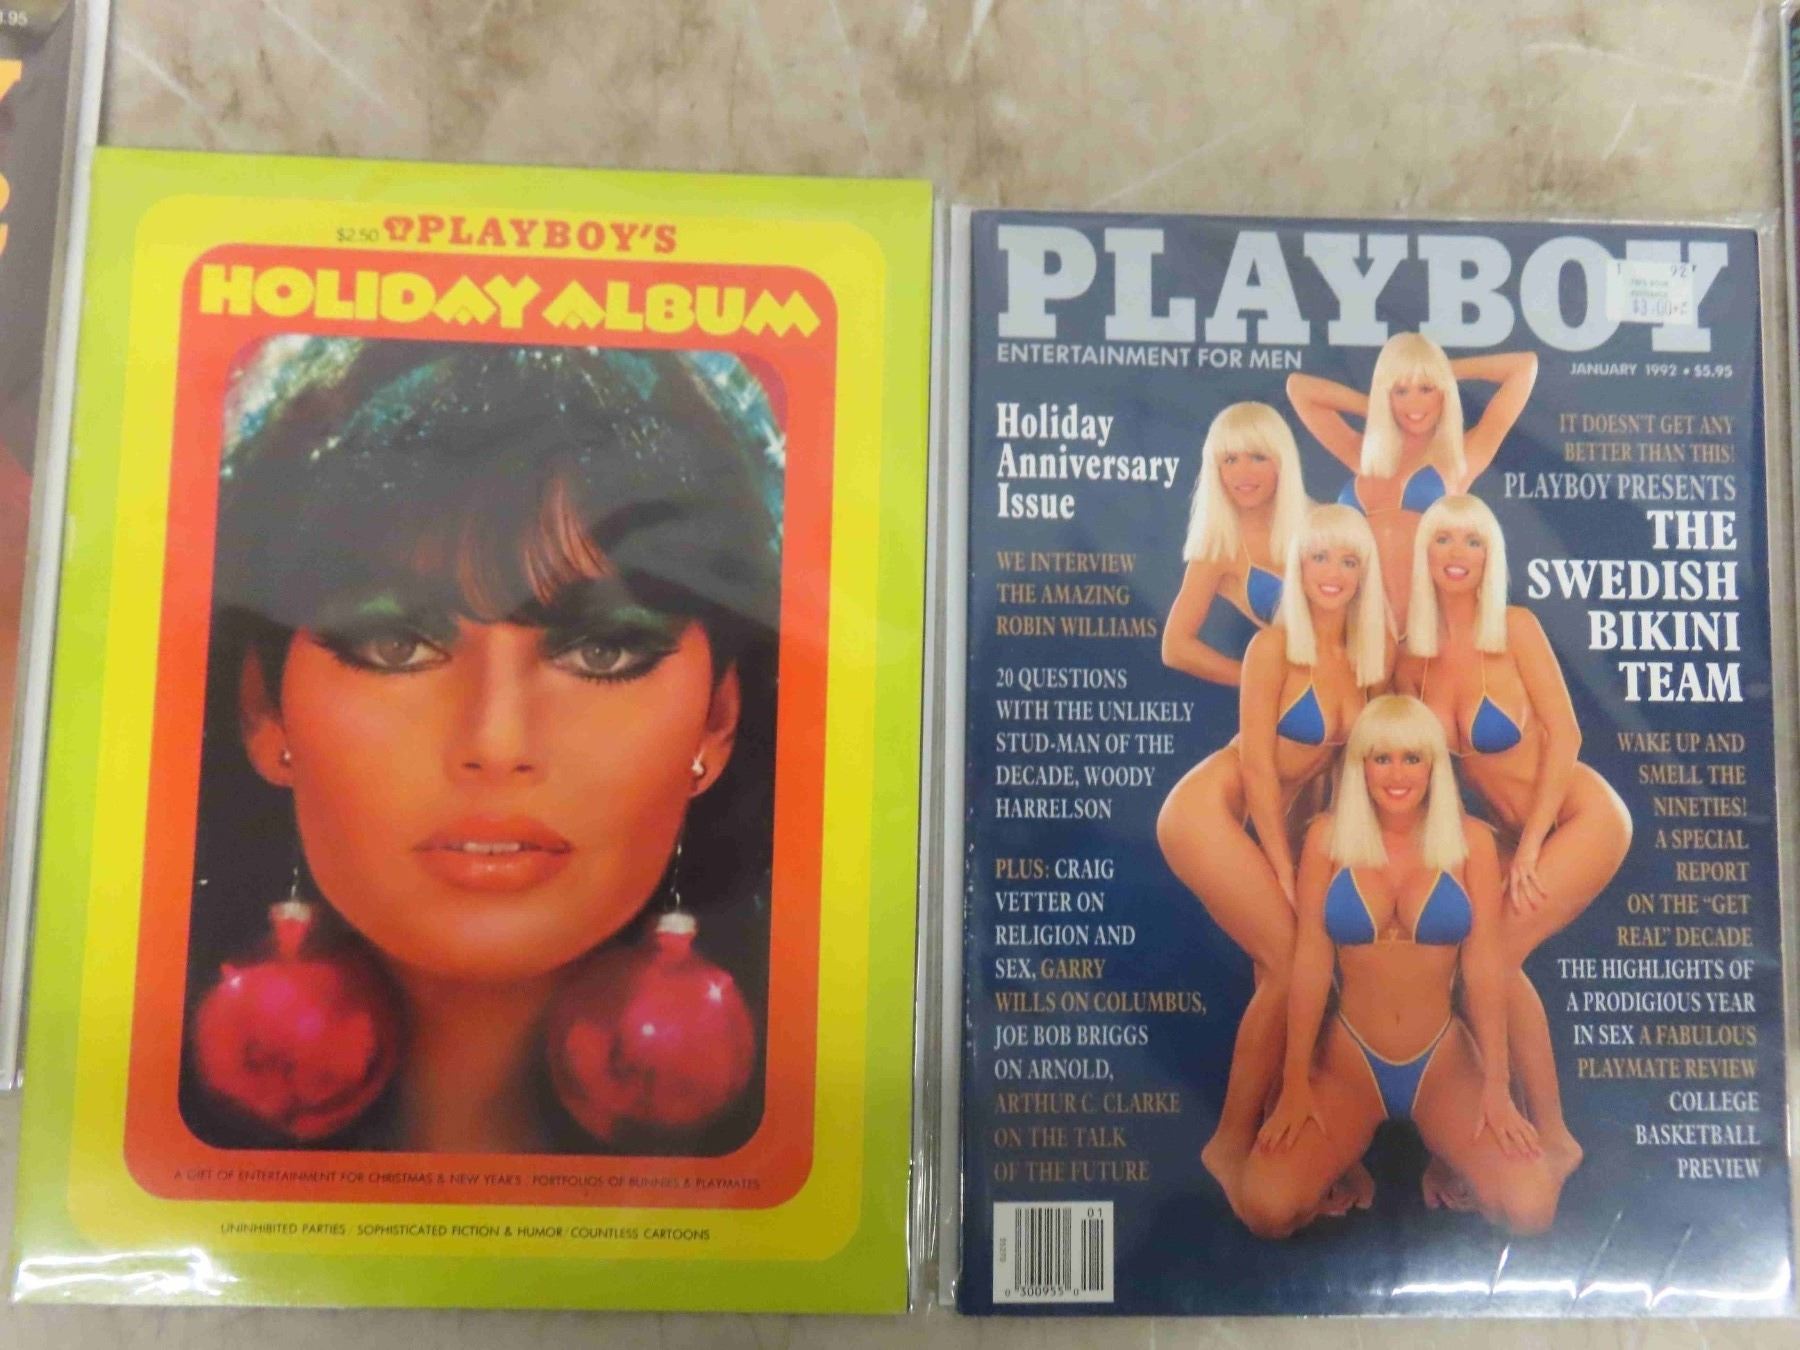 .95
$2.50 PLAYBOY'S
HOLIDAY ALBUM
A GIFT OF ENTERTAINMENT FOR CHRISTMAS & NEW YEAR'S / PORTFOLIOS OF BUNNIES & PLAYMATES
UNINHIBITED PARTIES / SOPHISTICATED FICTION & HUMOR / COUNTLESS CARTOONS
PLAYBOY
92
$3.00
ENTERTAINMENT FOR MEN
JANUARY 1992 • $5.95
Holiday
Anniversary
Issue
WE INTERVIEW
THE AMAZING
ROBIN WILLIAMS
20 QUESTIONS
WITH THE UNLIKELY
STUD-MAN OF THE
DECADE, WOODY
HARRELSON
PLUS: CRAIG
VETTER ON
RELIGION AND
SEX, GARRY
WILLS ON COLUMBUS,
JOE BOB BRIGGS
ON ARNOLD,
ARTHUR C. CLARKE
ON THE TALK
OF THE FUTURE
IT DOESN'T GET ANY
BETTER THAN THIS!
PLAYBOY PRESENTS
THE
SWEDISH
BIKINI
TEAM
WAKE UP AND
SMELL THE
NINETIES!
A SPECIAL
REPORT
ON THE "GET
REAL" DECADE
THE HIGHLIGHTS OF
A PRODIGIOUS YEAR
IN SEX A FABULOUS
PLAYMATE REVIEW
COLLEGE
BASKETBALL
PREVIEW
01
0 300955 0